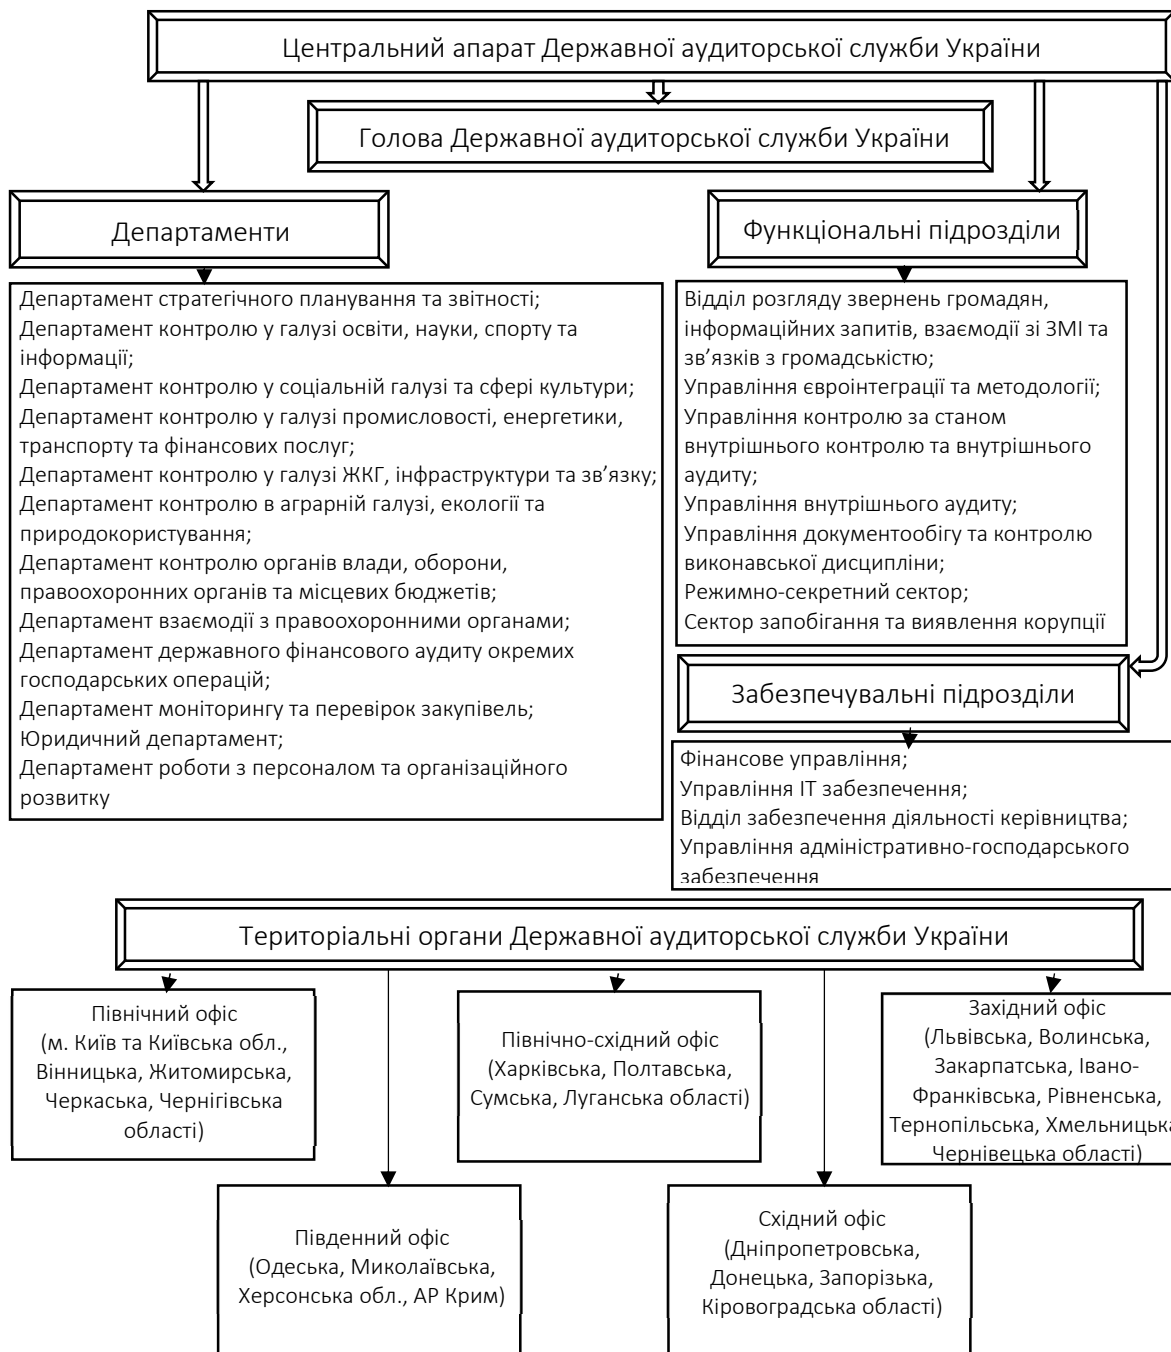 Центральний апарат Державної аудиторської служби України
Голова Державної аудиторської служби України
Департаменти
Департамент стратегічного планування та звітності;
Департамент контролю у галузі освіти, науки, спорту та
інформації;
Департамент контролю у соціальній галузі та сфері культури;
Департамент контролю у галузі промисловості, енергетики,
транспорту та фінансових послуг;
Департамент контролю у галузі ЖКГ, інфраструктури та зв’язку;
Департамент контролю в аграрній галузі, екології та
природокористування;
Департамент контролю органів влади, оборони,
правоохоронних органів та місцевих бюджетів;
Департамент взаємодії з правоохоронними органами;
Департамент державного фінансового аудиту окремих
господарських операцій;
Департамент моніторингу та перевірок закупівель;
Юридичний департамент;
Департамент роботи з персоналом та організаційного
розвитку
Функціональні підрозділи
Відділ розгляду звернень громадян,
інформаційних запитів, взаємодії зі ЗМІ та
зв’язків з громадськістю;
Управління євроінтеграції та методології;
Управління контролю за станом
внутрішнього контролю та внутрішнього
аудиту;
Управління внутрішнього аудиту;
Управління документообігу та контролю
виконавської дисципліни;
Режимно-секретний сектор;
Сектор запобігання та виявлення корупції
Забезпечувальні підрозділи
Фінансове управління;
Управління ІТ забезпечення;
Відділ забезпечення діяльності керівництва;
Управління адміністративно-господарського
забезпечення
Територіальні органи Державної аудиторської служби України
Північний офіс
(м. Київ та Київська обл.,
Вінницька, Житомирська,
Черкаська, Чернігівська
області)
Північно-східний офіс
(Харківська, Полтавська,
Сумська, Луганська області)
Західний офіс
(Львівська, Волинська,
Закарпатська, Івано-
Франківська, Рівненська,
Тернопільська, Хмельницька
Чернівецька області)
Південний офіс
(Одеська, Миколаївська,
Херсонська обл., АР Крим)
Східний офіс
(Дніпропетровська,
Донецька, Запорізька,
Кіровоградська області)